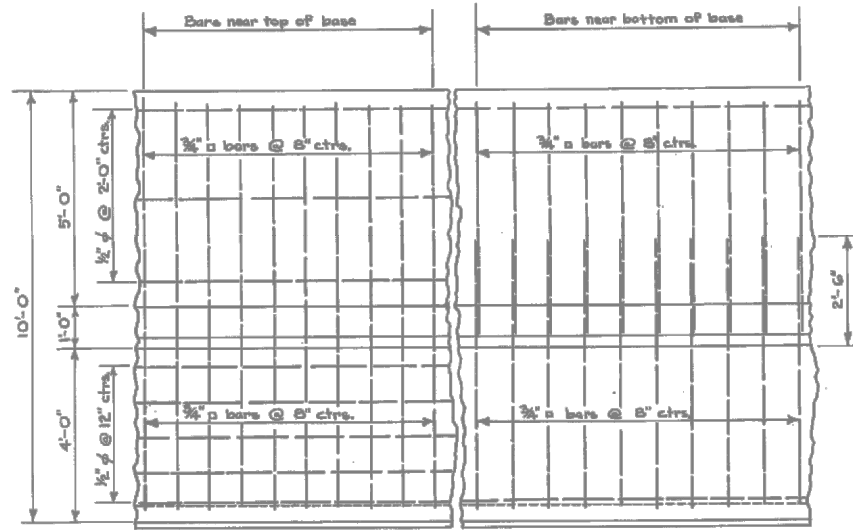 Bars near top of base
Bars near bottom of base
¾" ▫ bars @ 8" ctrs.
¾" ▫ bars @ 8" ctrs.
½" ϕ @ 2'-0" ctrs.
5'-0"
10'-0"
1'-0"
2'-6"
4'-0"
½" ϕ @ 12" ctrs.
¾" ▫ bars @ 8" ctrs.
¾" ▫ bars @ 8" ctrs.